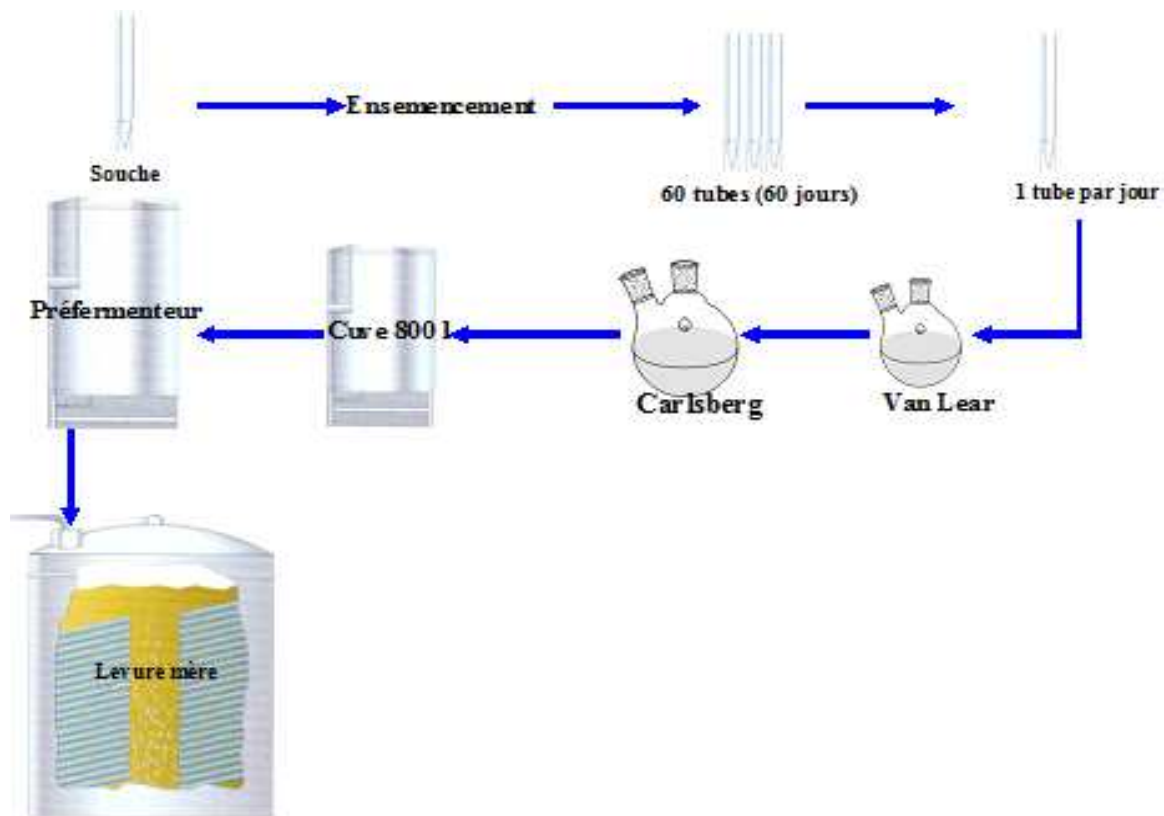 Souche
Ensemencement
60 tubes (60 jours)
1 tube par jour
Van Lear
Carlsberg
Cuve 800 l
Préfermenteur
Levure mère